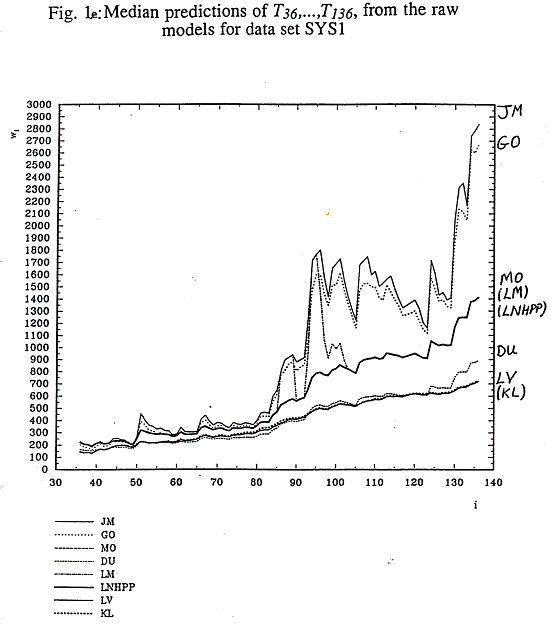 Fig. 1e: Median predictions of T36,...,T136, from the raw
models for data set SYS1
3000
2900
2800
2700
2600
2500
2400
2300
2200
2100
2000
1900
1800
1700
1600
1500
1400
1300
1200
1100
1000
900
800
700
600
500
400
300
200
100
0
wi
30 40 50 60 70 80 90 100 110 120 130 140
i
JM
GO
MO
(LM)
(LNHPP)
DU
LV
(KL)
JM
GO
MO
DU
LM
LNHPP
LV
KL